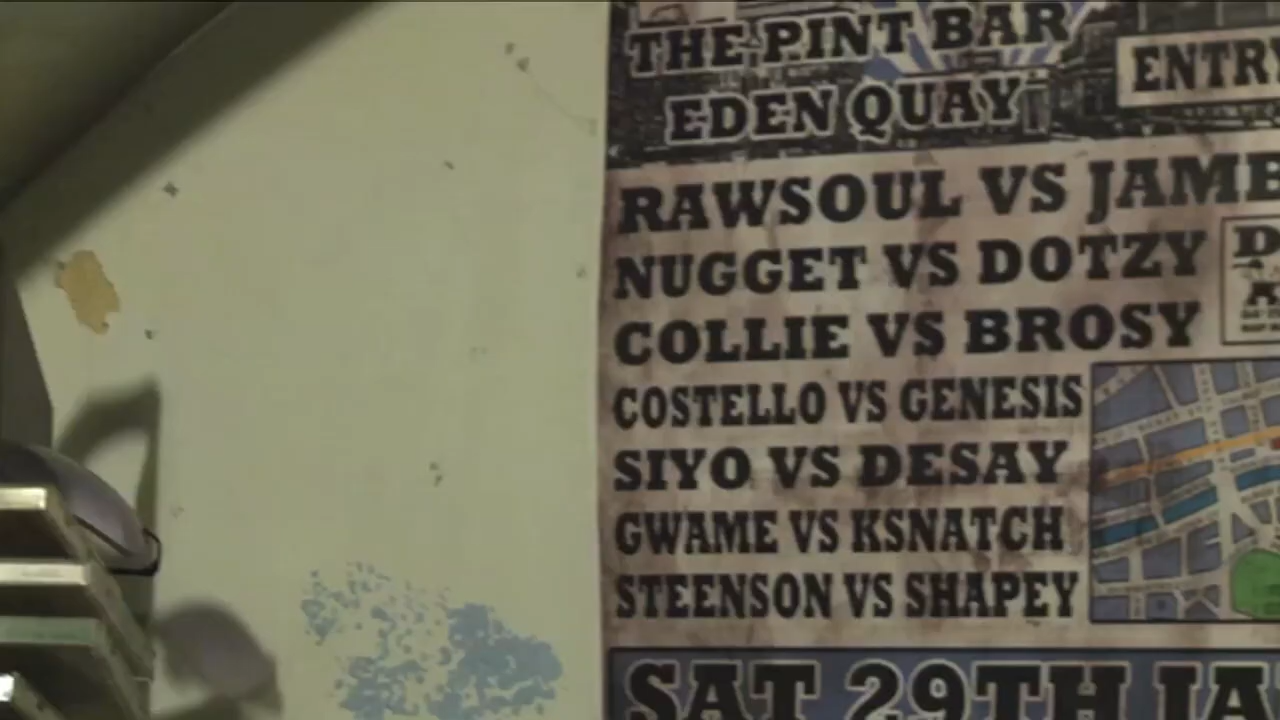 THE PINT BAR
EDEN QUAY
ENTRY
RAWSOUL VS JAMB
NUGGET VS DOTZY
COLLIE VS BROSY
COSTELLO VS GENESIS
SIYO VS DESAY
GWAME VS KSNATCH
STEENSON VS SHAPEY
SAT 29TH JA